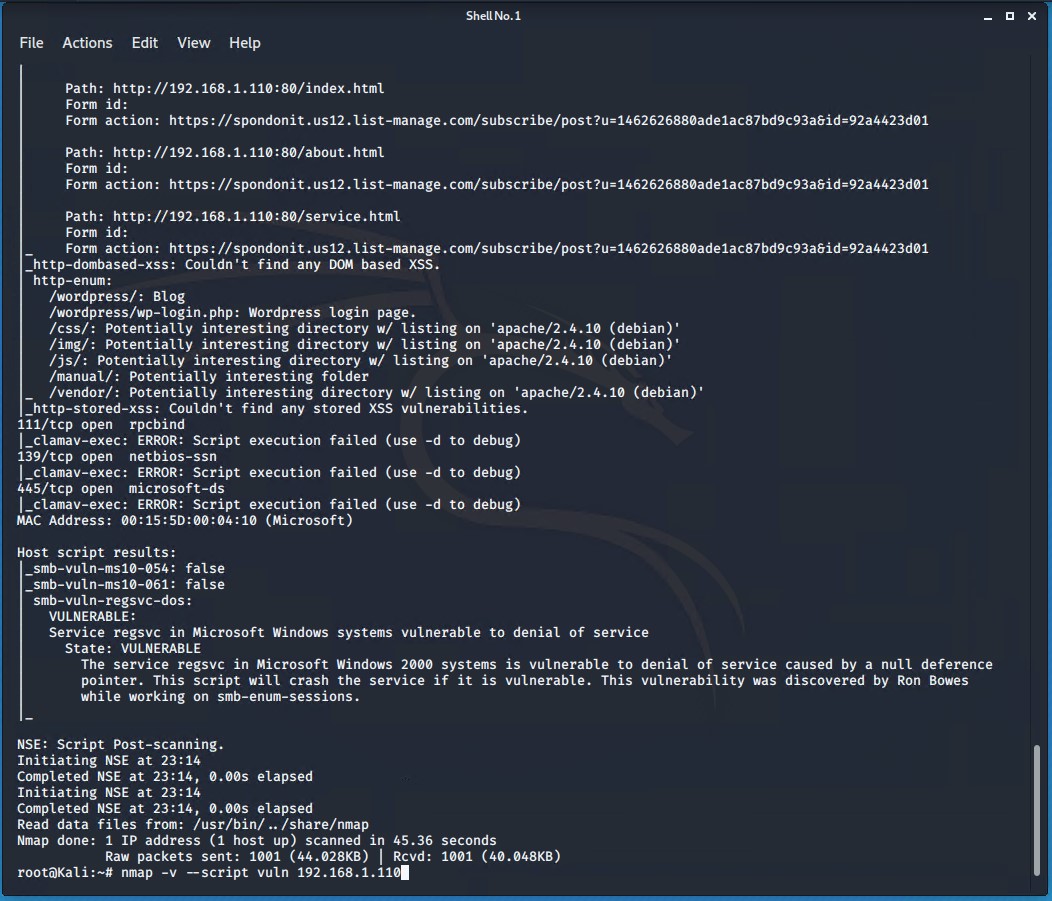 Shell No.1
File Actions Edit View Help
|
|     Path: http://192.168.1.110:80/index.html
|     Form id:
|     Form action: https://spondonit.us12.list-manage.com/subscribe/post?u=1462626880ade1ac87bd9c93a&id=92a4423d01
|
|     Path: http://192.168.1.110:80/about.html
|     Form id:
|     Form action: https://spondonit.us12.list-manage.com/subscribe/post?u=1462626880ade1ac87bd9c93a&id=92a4423d01
|
|     Path: http://192.168.1.110:80/service.html
|     Form id:
|_    Form action: https://spondonit.us12.list-manage.com/subscribe/post?u=1462626880ade1ac87bd9c93a&id=92a4423d01
|_http-dombased-xss: Couldn't find any DOM based XSS.
| http-enum:
|   /wordpress/: Blog
|   /wordpress/wp-login.php: Wordpress login page.
|   /css/: Potentially interesting directory w/ listing on 'apache/2.4.10 (debian)'
|   /img/: Potentially interesting directory w/ listing on 'apache/2.4.10 (debian)'
|   /js/: Potentially interesting directory w/ listing on 'apache/2.4.10 (debian)'
|   /manual/: Potentially interesting folder
|_  /vendor/: Potentially interesting directory w/ listing on 'apache/2.4.10 (debian)'
|_http-stored-xss: Couldn't find any stored XSS vulnerabilities.
111/tcp open  rpcbind
|_clamav-exec: ERROR: Script execution failed (use -d to debug)
139/tcp open  netbios-ssn
|_clamav-exec: ERROR: Script execution failed (use -d to debug)
445/tcp open  microsoft-ds
|_clamav-exec: ERROR: Script execution failed (use -d to debug)
MAC Address: 00:15:5D:00:04:10 (Microsoft)
Host script results:
|_smb-vuln-ms10-054: false
|_smb-vuln-ms10-061: false
| smb-vuln-regsvc-dos:
|   VULNERABLE:
|   Service regsvc in Microsoft Windows systems vulnerable to denial of service
|     State: VULNERABLE
|       The service regsvc in Microsoft Windows 2000 systems is vulnerable to denial of service caused by a null deference
|       pointer. This script will crash the service if it is vulnerable. This vulnerability was discovered by Ron Bowes
|       while working on smb-enum-sessions.
|_
NSE: Script Post-scanning.
Initiating NSE at 23:14
Completed NSE at 23:14, 0.00s elapsed
Initiating NSE at 23:14
Completed NSE at 23:14, 0.00s elapsed
Read data files from: /usr/bin/../share/nmap
Nmap done: 1 IP address (1 host up) scanned in 45.36 seconds
           Raw packets sent: 1001 (44.028KB) | Rcvd: 1001 (40.048KB)
root@Kali:~# nmap -v --script vuln 192.168.1.110